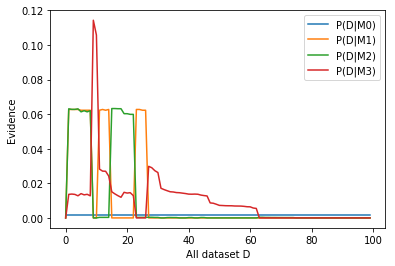 0.12
0.10
0.08
0.06
0.04
0.02
0.00
Evidence
0 20 40 60 80 100
All dataset D
P(D|M0)
P(D|M1)
P(D|M2)
P(D|M3)